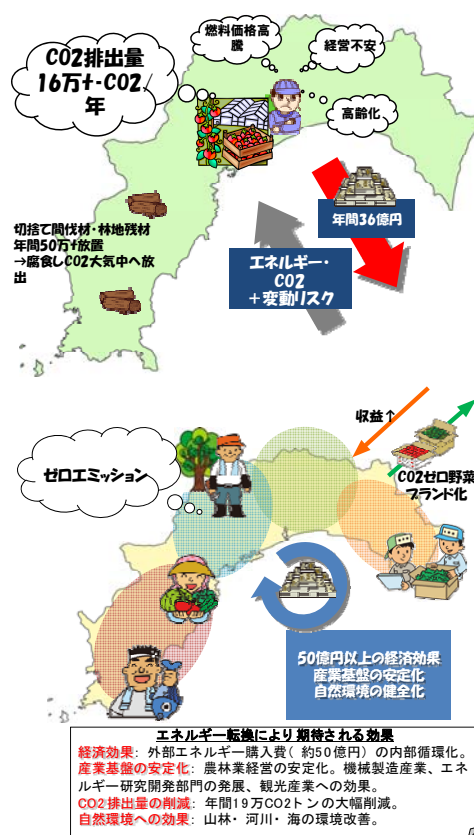 燃料価格高
騰
経営不安
CO2排出量
16万t-CO2/
年
高齢化
年間36億円
切捨て間伐材・林地残材
年間50万t放置
→腐食しCO2大気中へ放
出
エネルギー・
CO2
+変動リスク
収益↑
ゼロエミッション
CO2ゼロ野菜
ブランド化
50億円以上の経済効果
産業基盤の安定化
自然環境の健全化
エネルギー転換により期待される効果
経済効果: 外部エネルギー購入費(約50億円)の内部循環化。
産業基盤の安定化: 農林業経営の安定化。機械製造産業、エネ
ルギー研究開発部門の発展、観光産業への効果。
CO2排出量の削減: 年間19万CO2トンの大幅削減。
自然環境への効果: 山林・河川・海の環境改善。